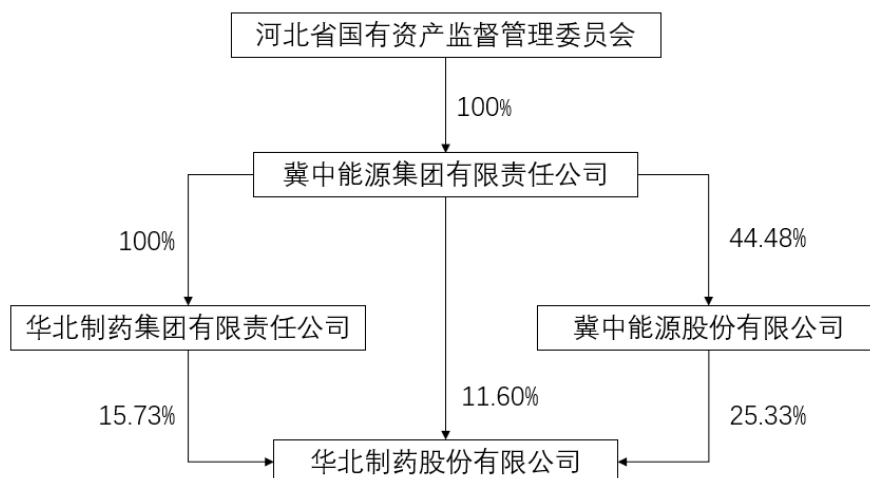 河北省国有资产监督管理委员会
100%
冀中能源集团有限责任公司
100%
44.48%
华北制药集团有限责任公司
冀中能源股份有限公司
15.73%
11.60%
25.33%
华北制药股份有限公司